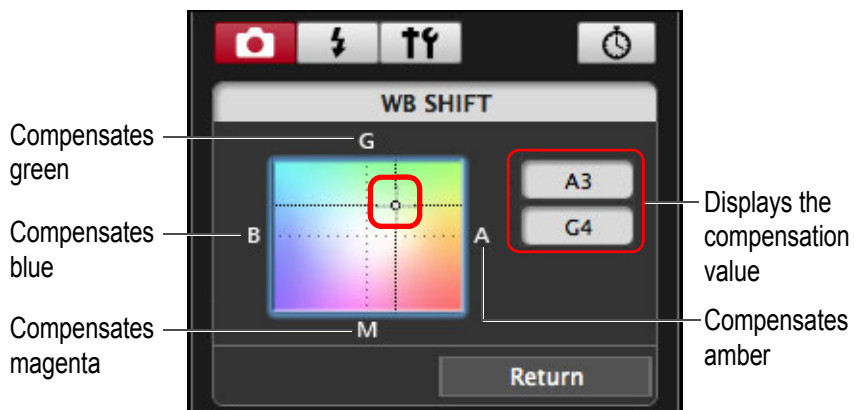 WB SHIFT
Compensates
green
G
A3
G4
Displays the
compensation
value
Compensates
blue
B
A
Compensates
magenta
M
Compensates
amber
Return